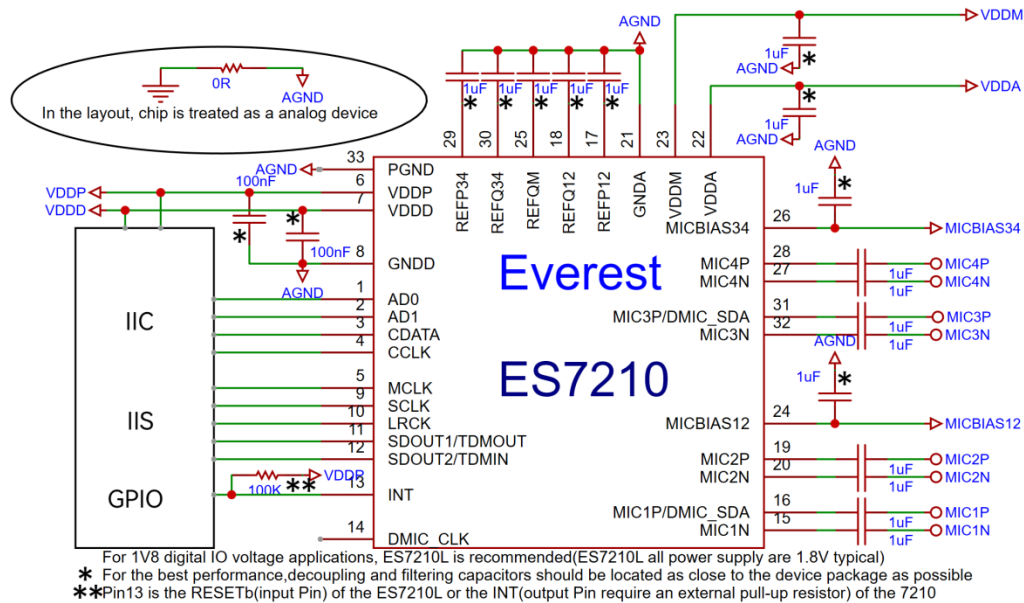 VDDM
1uF
AGND
*
AGND
0R
AGND
In the layout, chip is treated as a analog device
1uF
*
1uF
*
1uF
*
1uF
*
1uF
*
VDDA
*
1uF
AGND
29
30
25
18
17
21
23
22
AGND
33
PGND
100nF
6
VDDP
VDDP
7
VDDD
VDDD
*
*
100nF
8
GNDD
AGND
REFP34
REFQ34
REFQM
REFQ12
REFP12
GNDA
VDDM
VDDA
AGND
1uF
*
26
MICBIAS34
MICBIAS34
28
MIC4P
1uF
MIC4P
27
MIC4N
1uF
MIC4N
31
MIC3P/DMIC_SDA
1uF
MIC3P
32
MIC3N
1uF
MIC3N
Everest
ES7210
IIC
1
AD0
2
AD1
3
CDATA
4
CCLK
IIS
5
MCLK
9
SCLK
10
LRCK
11
SDOUT1/TDMOUT
12
SDOUT2/TDMIN
GPIO
VDDP
100K
**
13
INT
14
DMIC_CLK
AGND
1uF
*
24
MICBIAS12
MICBIAS12
19
MIC2P
1uF
MIC2P
20
MIC2N
1uF
MIC2N
16
MIC1P/DMIC_SDA
1uF
MIC1P
15
MIC1N
1uF
MIC1N
For 1V8 digital IO voltage applications, ES7210L is recommended(ES7210L all power supply are 1.8V typical)
* For the best performance,decoupling and filtering capacitors should be located as close to the device package as possible
**Pin13 is the RESETb(input Pin) of the ES7210L or the INT(output Pin require an external pull-up resistor) of the 7210